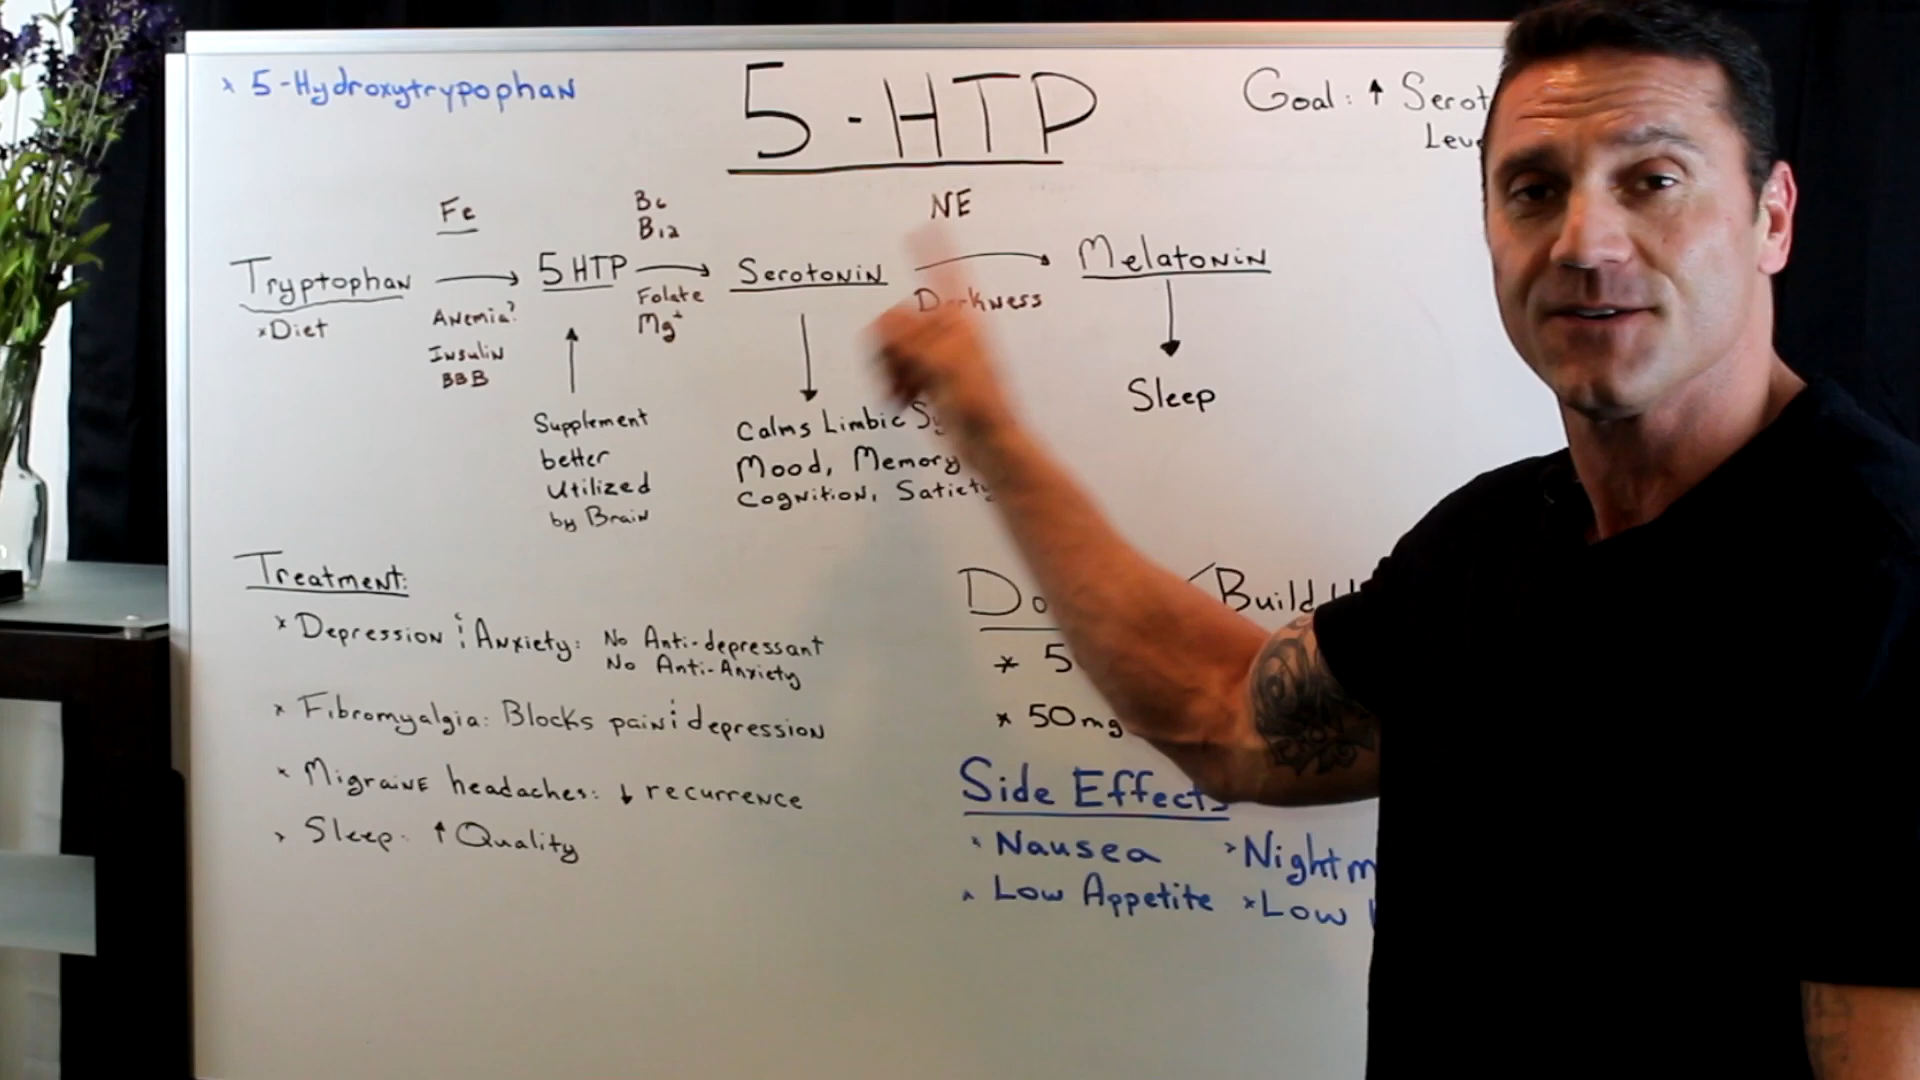 * 5-Hydroxytrypophan
5-HTP
Goal: ↑
Fe
B6
B12
NE
Tryptophan → 5HTP → Serotonin → Melatonin
*Diet
Anemia?
Insulin
BBB
Folate
Mg+
Darkness
Supplement
better
Utilized
by Brain
Calms Limbic
Mood, Memory
Cognition, Satiety
Sleep
Treatment:
* Depression & Anxiety: No Anti-depressant
No Anti-Anxiety
* Fibromyalgia: Blocks pain & depression
* Migraine headaches: ↓ recurrence
* Sleep: ↑ Quality
Build
* 5
* 50mg
Side Effects
* Nausea
* Low Appetite * Low